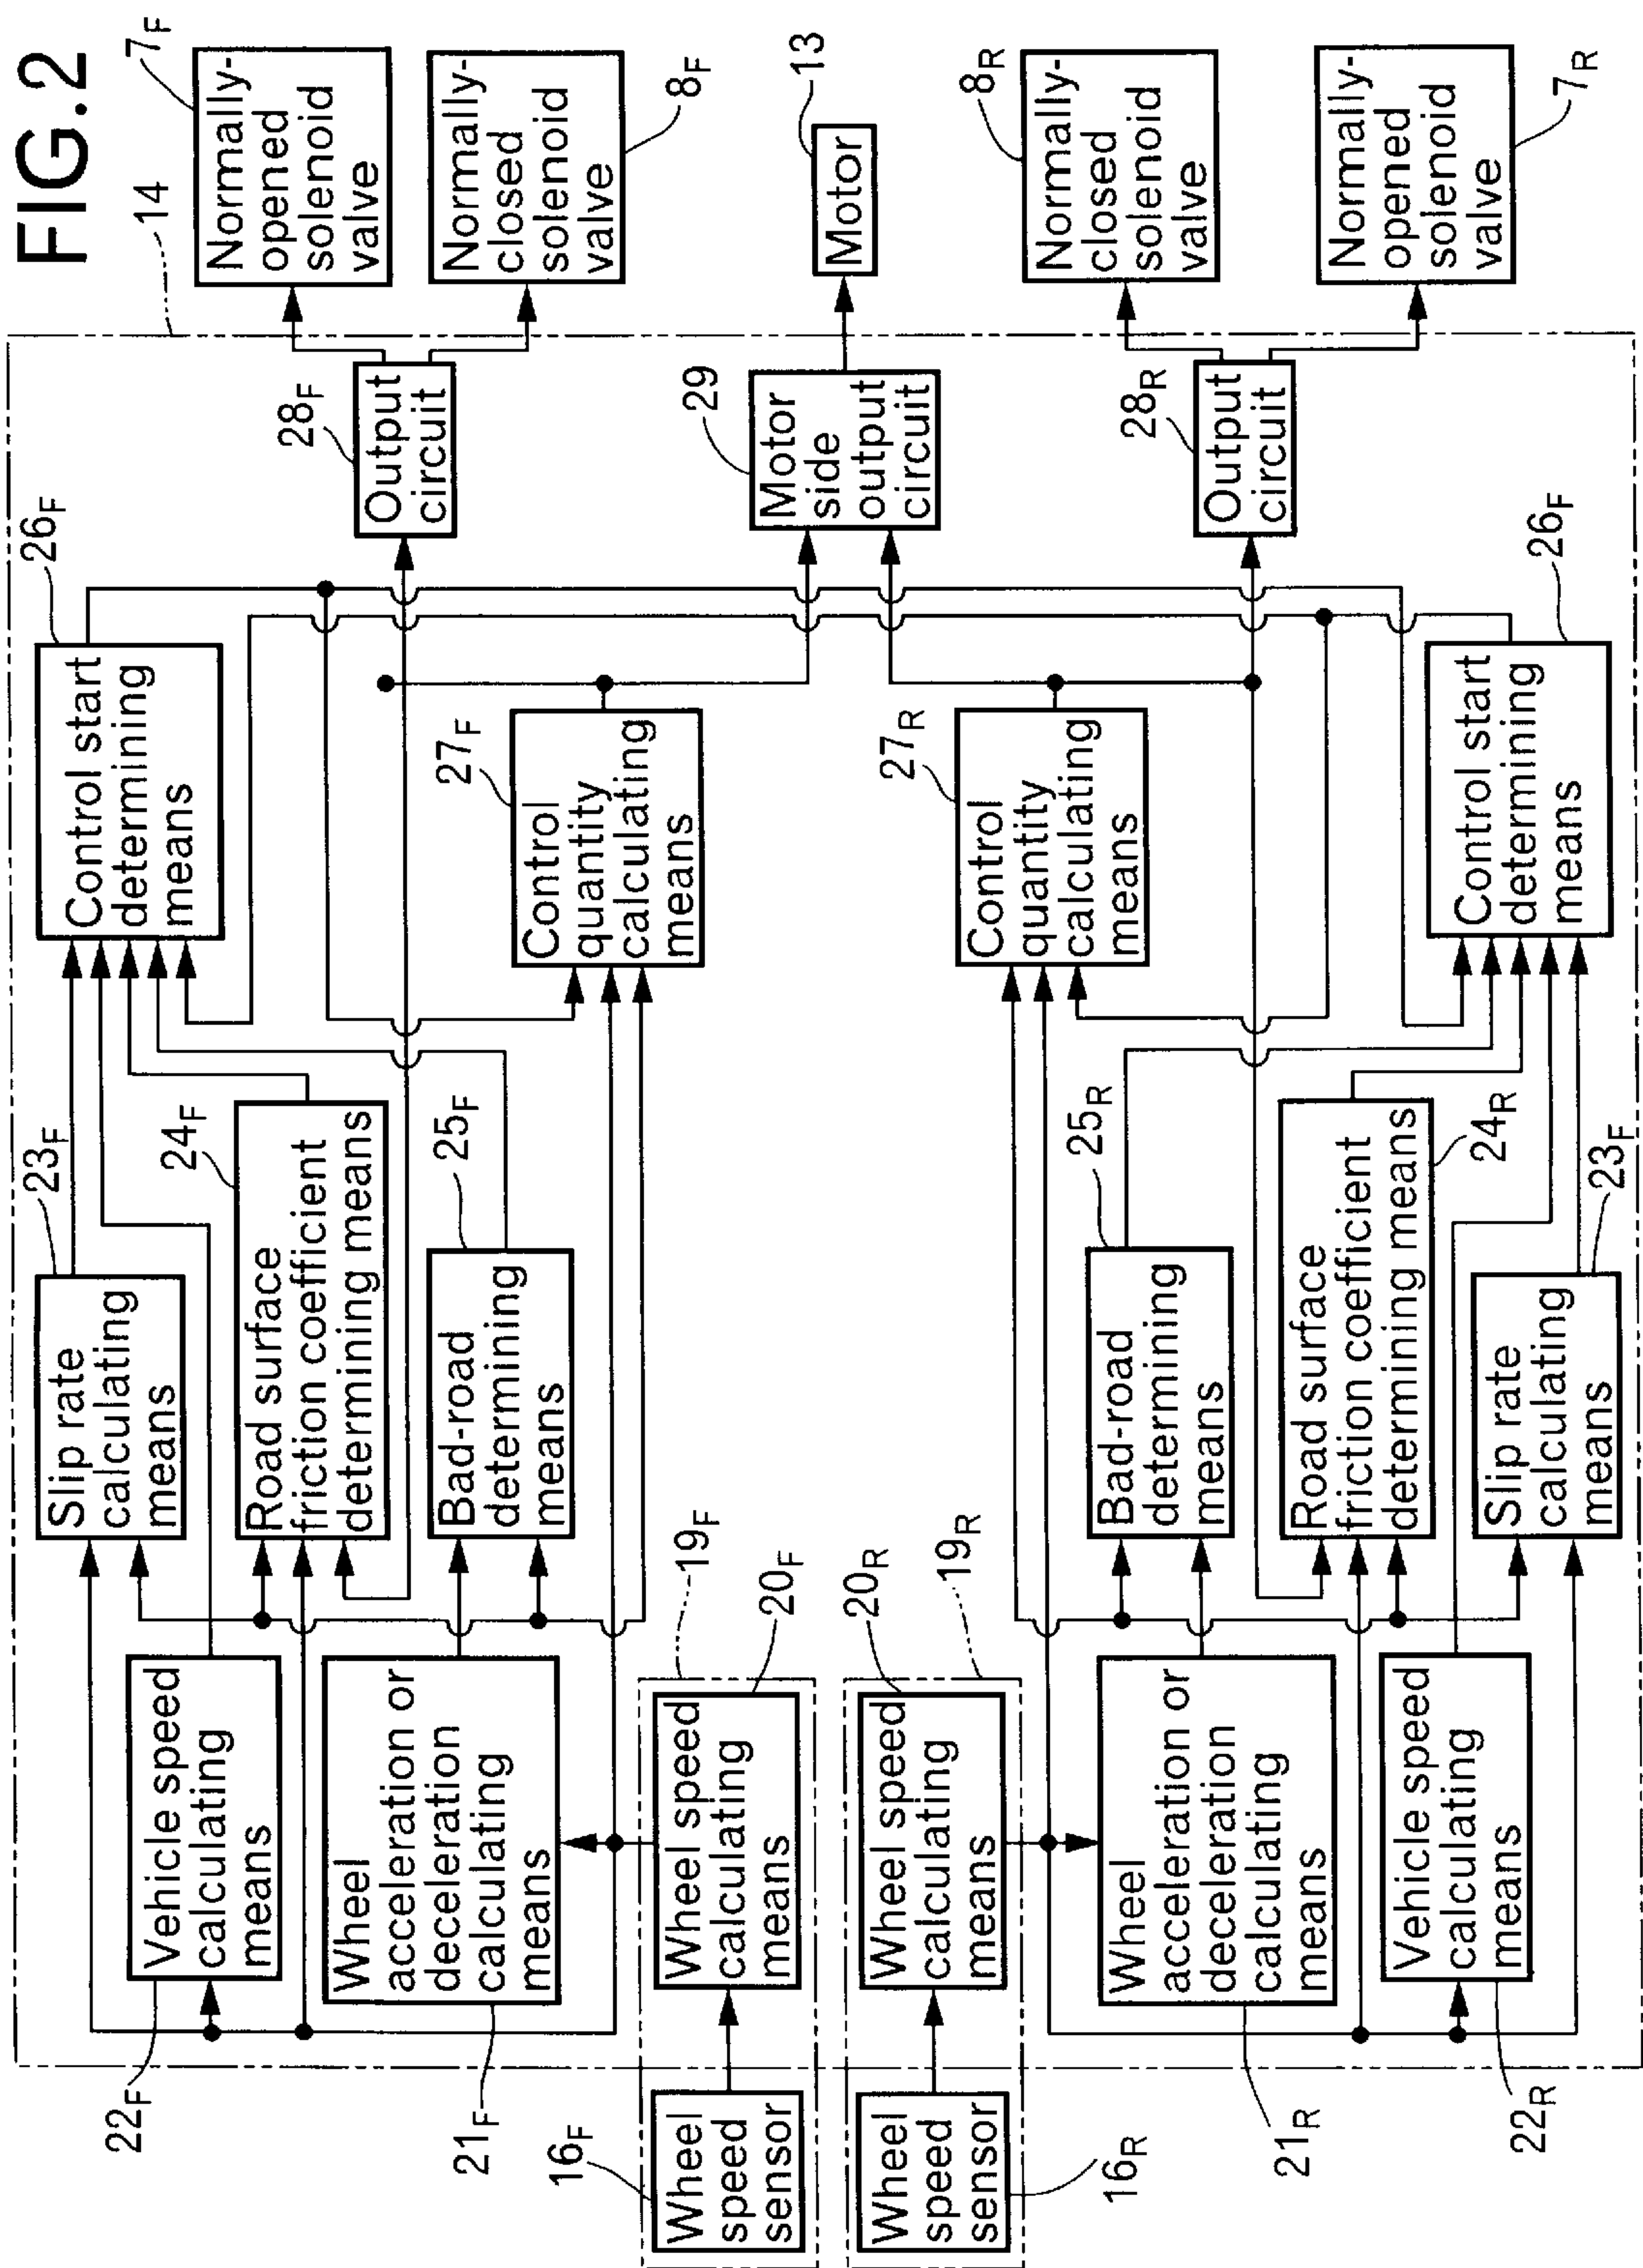 FIG.2
14
22F
Vehicle speed
calculating
means
23F
Slip rate
calculating
means
26F
Control start
determining
means
7F
Normally-
opened
solenoid
valve
21F
Wheel
acceleration or
deceleration
calculating
means
24F
Road surface
friction coefficient
determining means
28F
Output
circuit
8F
Normally-
closed
solenoid
valve
25F
Bad-road
determining
means
27F
Control
quantity
calculating
means
16F
Wheel
speed
sensor
19F
20F
Wheel speed
calculating
means
29
Motor
side
output
circuit
13
Motor
16R
Wheel
speed
sensor
19R
20R
Wheel speed
calculating
means
27R
Control
quantity
calculating
means
25R
Bad-road
determining
means
21R
Wheel
acceleration or
deceleration
calculating
means
28R
Output
circuit
8R
Normally-
closed
solenoid
valve
24R
Road surface
friction coefficient
determining means
22R
Vehicle speed
calculating
means
23F
Slip rate
calculating
means
26F
Control start
determining
means
7R
Normally-
opened
solenoid
valve